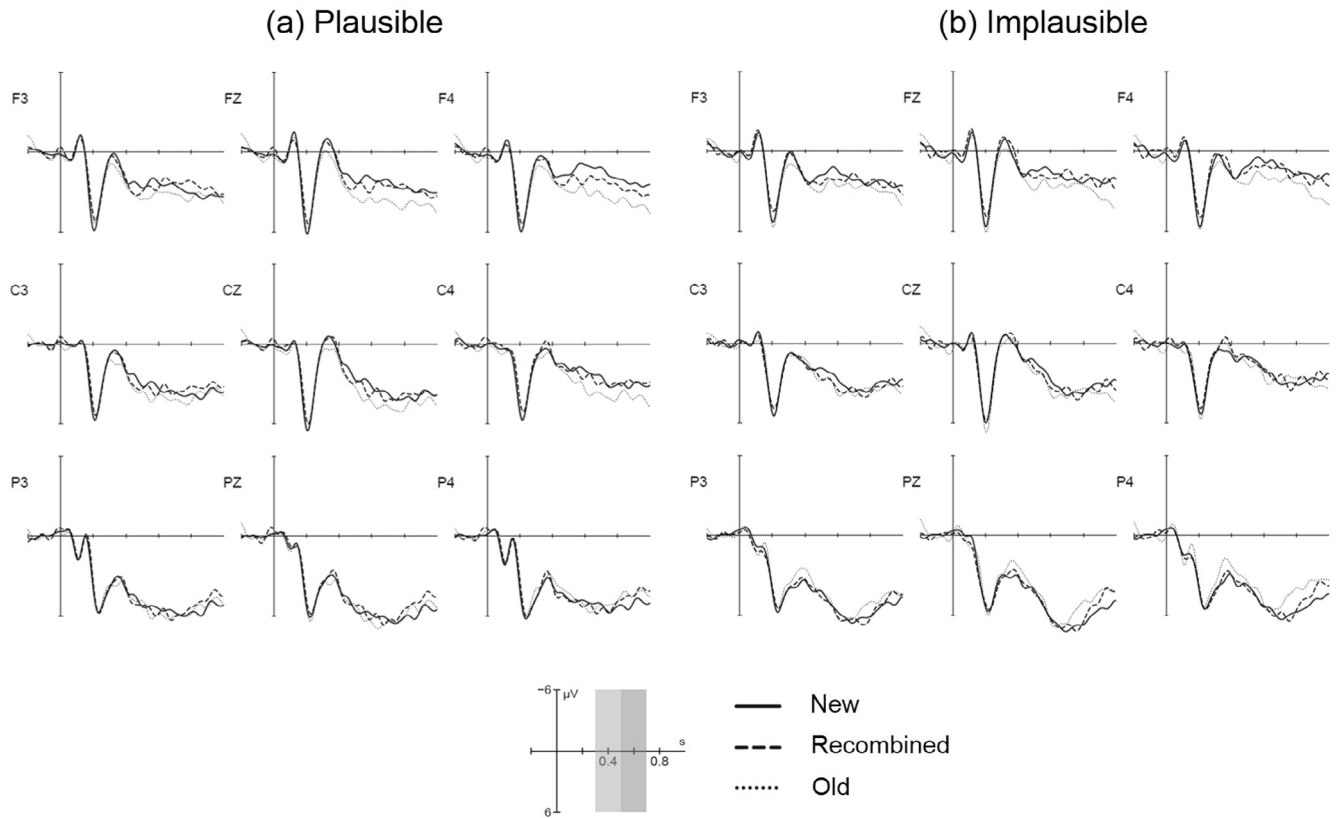 (a) Plausible
(b) Implausible
F3 FZ F4 F3 FZ F4
C3 CZ C4 C3 CZ C4
P3 PZ P4 P3 PZ P4
−6 μV
s
0.4 0.8
6
New
Recombined
Old